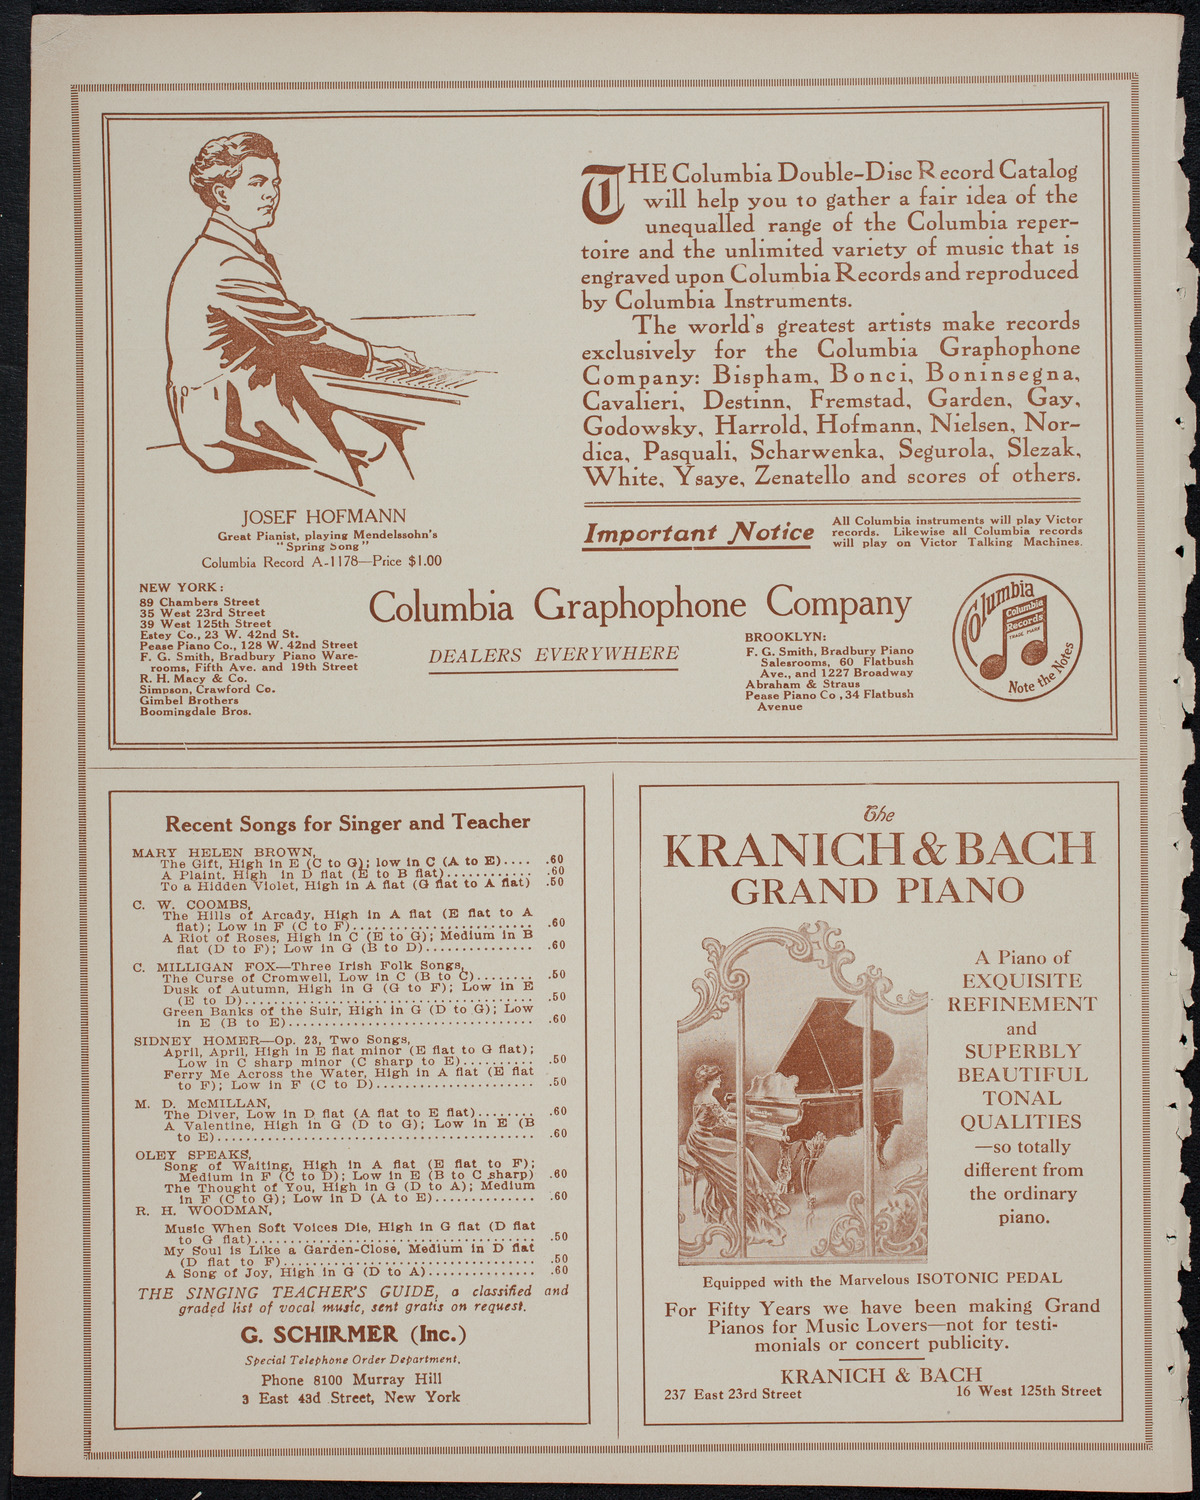 THE Columbia Double-Disc Record Catalog
will help you to gather a fair idea of the
unequalled range of the Columbia reper-
toire and the unlimited variety of music that is
engraved upon Columbia Records and reproduced
by Columbia Instruments.
The world's greatest artists make records
exclusively for the Columbia Graphophone
Company: Bispham, Bonci, Boninsegna,
Cavalieri, Destinn, Fremstad, Garden, Gay,
Godowsky, Harrold, Hofmann, Nielsen, Nor-
dica, Pasquali, Scharwenka, Segurola, Slezak,
White, Ysaye, Zenatello and scores of others.
JOSEF HOFMANN
Great Pianist, playing Mendelssohn's
"Spring Song"
Columbia Record A-1178—Price $1.00
Important Notice
All Columbia instruments will play Victor
records. Likewise all Columbia records
will play on Victor Talking Machines.
NEW YORK:
89 Chambers Street
35 West 23rd Street
39 West 125th Street
Estey Co., 23 W. 42nd St.
Pease Piano Co., 128 W. 42nd Street
F. G. Smith, Bradbury Piano Ware-
rooms, Fifth Ave. and 19th Street
R. H. Macy & Co.
Simpson, Crawford Co.
Gimbel Brothers
Boomingdale Bros.
Columbia Graphophone Company
DEALERS EVERYWHERE
BROOKLYN:
F. G. Smith, Bradbury Piano
Salesrooms, 60 Flatbush
Ave., and 1227 Broadway
Abraham & Straus
Pease Piano Co., 34 Flatbush
Avenue
Columbia
Columbia
Records
TRADE MARK
Note the Notes
Recent Songs for Singer and Teacher
MARY HELEN BROWN,
The Gift, High in E (C to G); low in C (A to E).... .60
A Plaint, High in D flat (E to B flat)............ .60
To a Hidden Violet, High in A flat (G flat to A flat) .50
C. W. COOMBS,
The Hills of Arcady, High in A flat (E flat to A
flat); Low in F (C to F)......................... .60
A Riot of Roses, High in C (E to G); Medium in B
flat (D to F); Low in G (B to D)............... .60
C. MILLIGAN FOX—Three Irish Folk Songs,
The Curse of Cromwell, Low in C (B to C)........ .50
Dusk of Autumn, High in G (G to F); Low in E
(E to D)........................................ .50
Green Banks of the Suir, High in G (D to G); Low
in E (B to E).................................. .60
SIDNEY HOMER—Op. 23, Two Songs,
April, April, High in E flat minor (E flat to G flat);
Low in C sharp minor (C sharp to E).......... .50
Ferry Me Across the Water, High in A flat (E flat
to F); Low in F (C to D)...................... .50
M. D. McMILLAN,
The Diver, Low in D flat (A flat to E flat)........ .60
A Valentine, High in G (D to G); Low in E (B
to E)............................................ .60
OLEY SPEAKS,
Song of Waiting, High in A flat (E flat to F);
Medium in F (C to D); Low in E (B to C sharp) .60
The Thought of You, High in G (D to A); Medium
in F (C to G); Low in D (A to E).............. .60
R. H. WOODMAN,
Music When Soft Voices Die, High in G flat (D flat
to G flat)....................................... .50
My Soul is Like a Garden-Close, Medium in D flat
(D flat to F)................................... .50
A Song of Joy, High in G (D to A)............... .60
THE SINGING TEACHER'S GUIDE, a classified and
graded list of vocal music, sent gratis on request.
G. SCHIRMER (Inc.)
Special Telephone Order Department.
Phone 8100 Murray Hill
3 East 43d Street, New York
The
KRANICH & BACH
GRAND PIANO
A Piano of
EXQUISITE
REFINEMENT
and
SUPERBLY
BEAUTIFUL
TONAL
QUALITIES
—so totally
different from
the ordinary
piano.
Equipped with the Marvelous ISOTONIC PEDAL
For Fifty Years we have been making Grand
Pianos for Music Lovers—not for testi-
monials or concert publicity.
KRANICH & BACH
237 East 23rd Street 16 West 125th Street